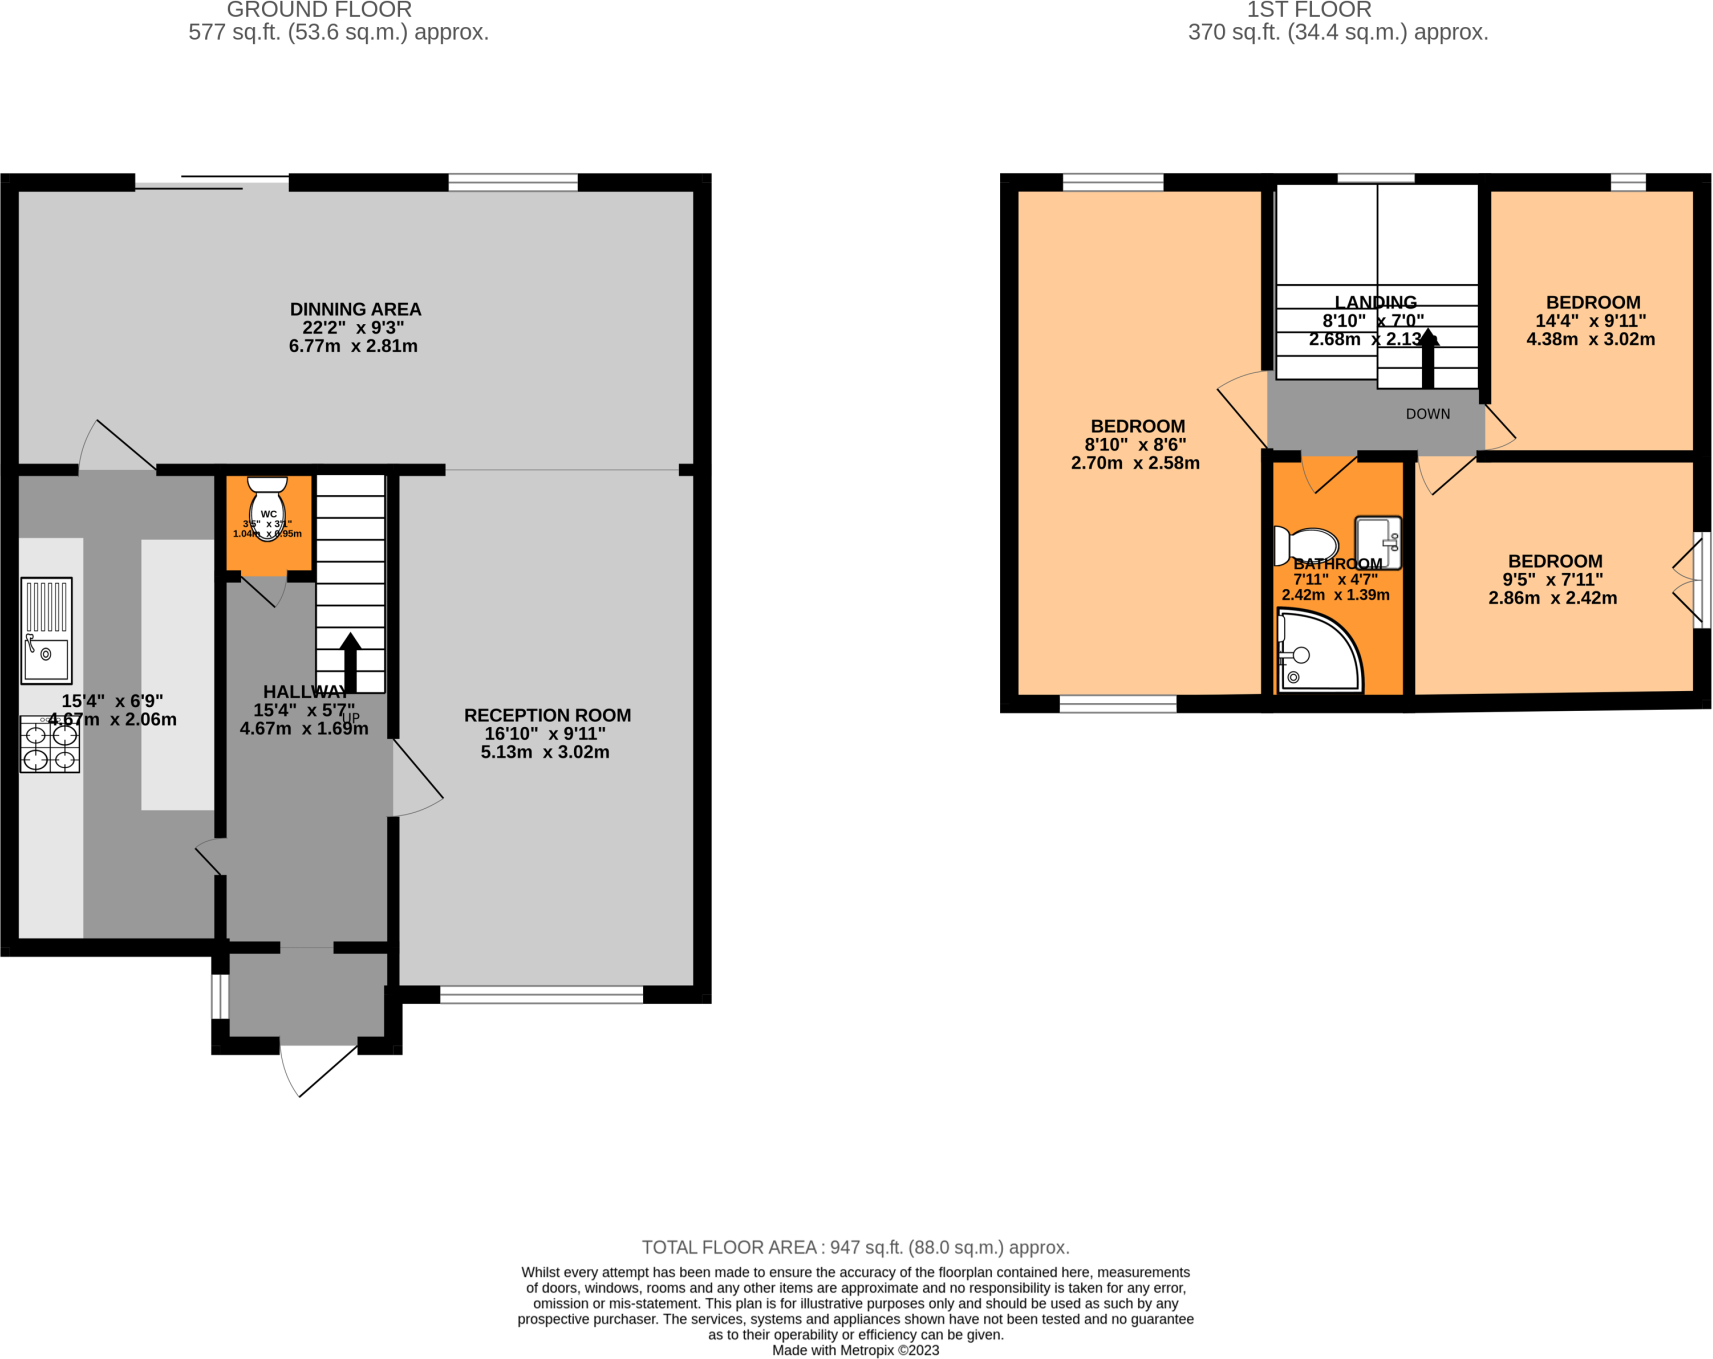 GROUND FLOOR
577 sq.ft. (53.6 sq.m.) approx.
1ST FLOOR
370 sq.ft. (34.4 sq.m.) approx.
DINNING AREA
22'2" x 9'3"
6.77m x 2.81m
WC
3'5" x 3'1"
1.04m x 0.95m
15'4" x 6'9"
4.67m x 2.06m
HALLWAY
15'4" x 5'7"
UP
4.67m x 1.69m
RECEPTION ROOM
16'10" x 9'11"
5.13m x 3.02m
LANDING
8'10" x 7'0"
2.68m x 2.13m
DOWN
BEDROOM
14'4" x 9'11"
4.38m x 3.02m
BEDROOM
8'10" x 8'6"
2.70m x 2.58m
BATHROOM
7'11" x 4'7"
2.42m x 1.39m
BEDROOM
9'5" x 7'11"
2.86m x 2.42m
TOTAL FLOOR AREA : 947 sq.ft. (88.0 sq.m.) approx.
Whilst every attempt has been made to ensure the accuracy of the floorplan contained here, measurements
of doors, windows, rooms and any other items are approximate and no responsibility is taken for any error,
omission or mis-statement. This plan is for illustrative purposes only and should be used as such by any
prospective purchaser. The services, systems and appliances shown have not been tested and no guarantee
as to their operability or efficiency can be given.
Made with Metropix ©2023